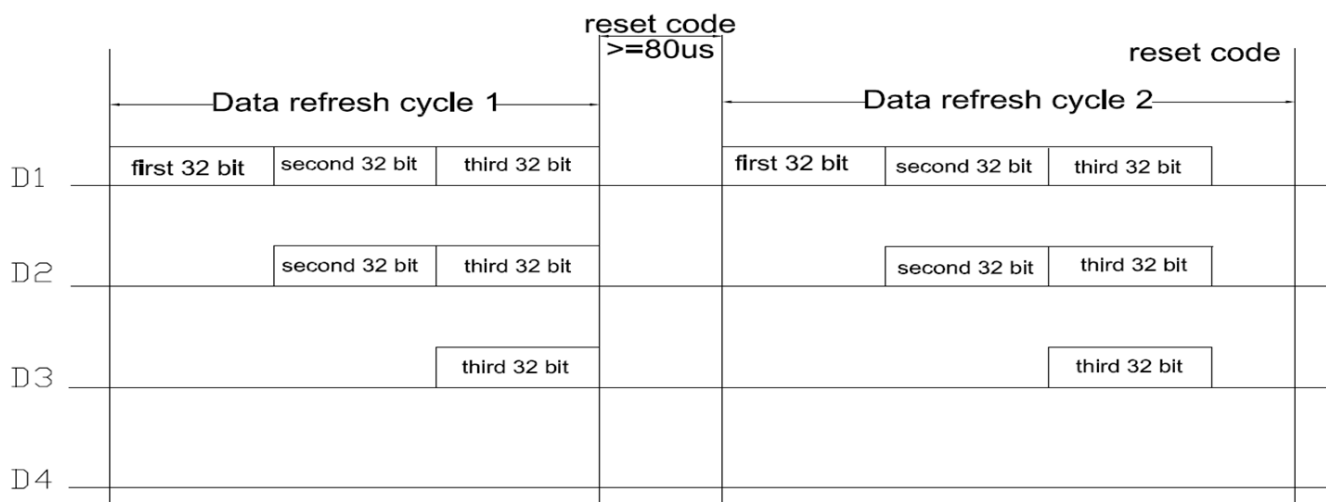 reset code
>=80us
reset code
Data refresh cycle 1
Data refresh cycle 2
D1 first 32 bit second 32 bit third 32 bit first 32 bit second 32 bit third 32 bit
D2 second 32 bit third 32 bit second 32 bit third 32 bit
D3 third 32 bit third 32 bit
D4